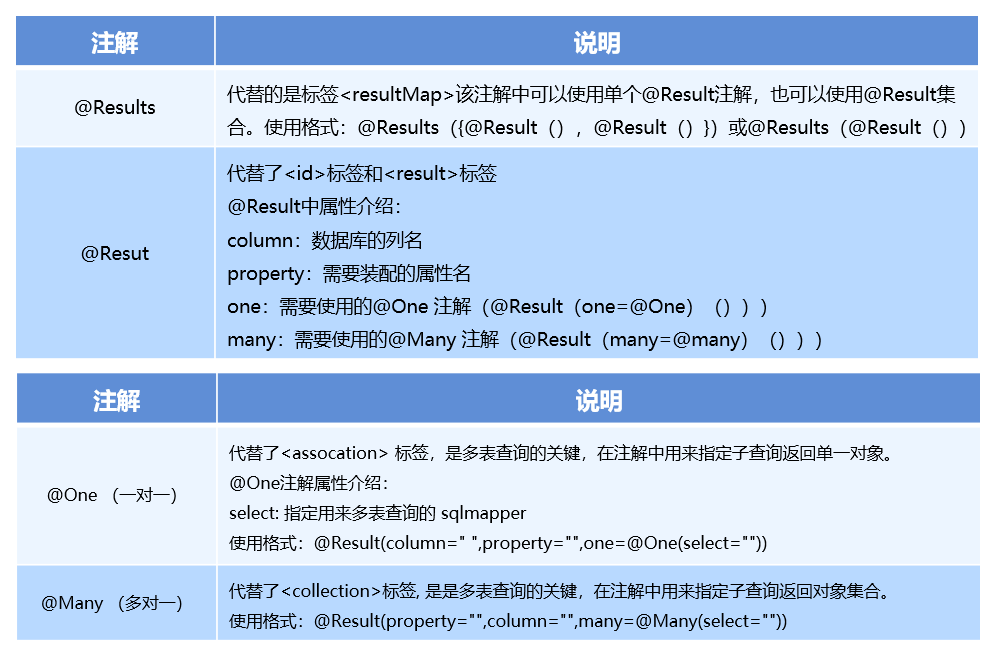 注解 说明
@Results
代替的是标签<resultMap>该注解中可以使用单个@Result注解，也可以使用@Result集
合。使用格式：@Results（{@Result（），@Result（）}）或@Results（@Result（））
@Resut
代替了<id>标签和<result>标签
@Result中属性介绍：
column：数据库的列名
property：需要装配的属性名
one：需要使用的@One 注解（@Result（one=@One）（）））
many：需要使用的@Many 注解（@Result（many=@many）（）））
注解 说明
@One （一对一）
代替了<assocation> 标签，是多表查询的关键，在注解中用来指定子查询返回单一对象。
@One注解属性介绍：
select: 指定用来多表查询的 sqlmapper
使用格式：@Result(column=" ",property="",one=@One(select=""))
@Many （多对一）
代替了<collection>标签, 是是多表查询的关键，在注解中用来指定子查询返回对象集合。
使用格式：@Result(property="",column="",many=@Many(select=""))